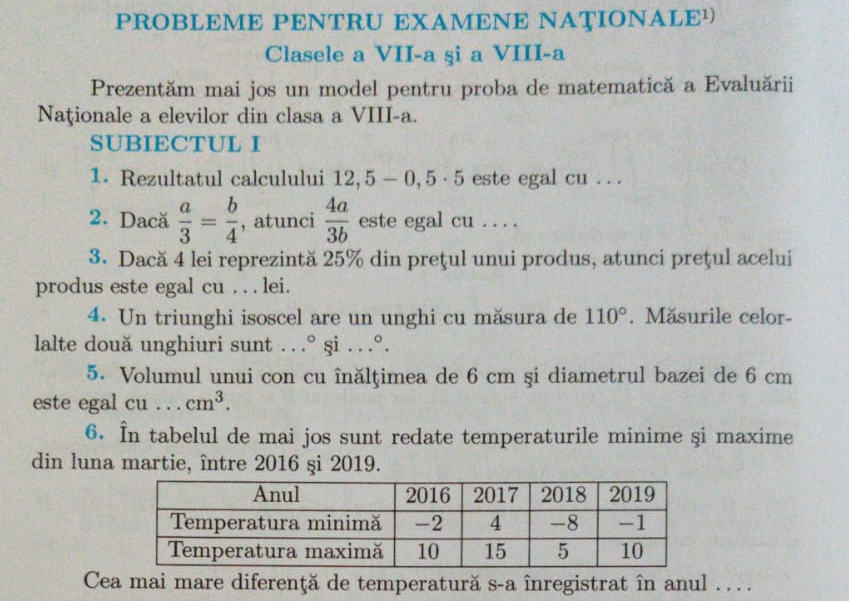 PROBLEME PENTRU EXAMENE NAŢIONALE¹⁾
Clasele a VII-a şi a VIII-a
Prezentăm mai jos un model pentru proba de matematică a Evaluării
Naţionale a elevilor din clasa a VIII-a.
SUBIECTUL I
1. Rezultatul calculului 12,5 − 0,5 · 5 este egal cu ...
2. Dacă a/3 = b/4, atunci 4a/3b este egal cu ....
3. Dacă 4 lei reprezintă 25% din preţul unui produs, atunci preţul acelui
produs este egal cu ... lei.
4. Un triunghi isoscel are un unghi cu măsura de 110°. Măsurile celor-
lalte două unghiuri sunt ...° şi ...°.
5. Volumul unui con cu înălţimea de 6 cm şi diametrul bazei de 6 cm
este egal cu ... cm³.
6. În tabelul de mai jos sunt redate temperaturile minime şi maxime
din luna martie, între 2016 şi 2019.
Anul 2016 2017 2018 2019
Temperatura minimă −2 4 −8 −1
Temperatura maximă 10 15 5 10
Cea mai mare diferenţă de temperatură s-a înregistrat în anul ....